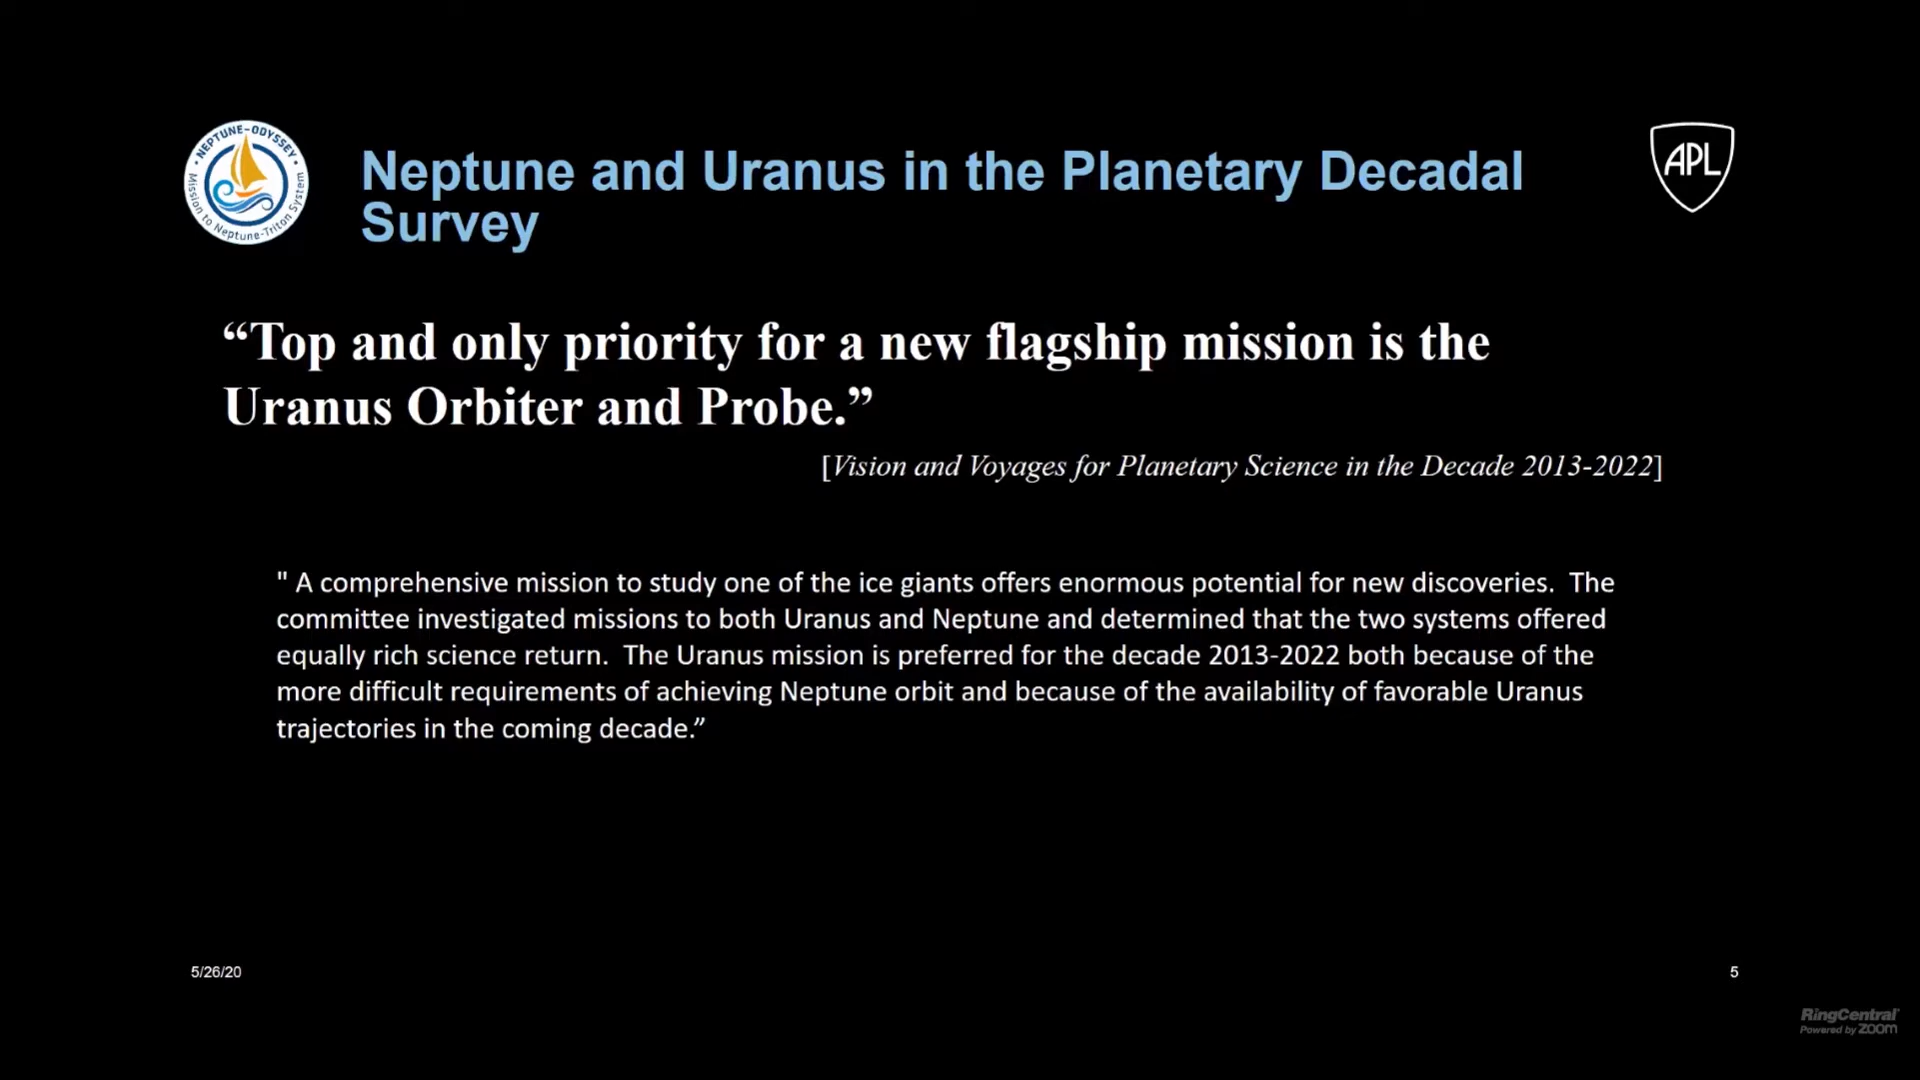 NEPTUNE-ODYSSEY
Mission to Neptune-Triton System
Neptune and Uranus in the Planetary Decadal
Survey
APL
“Top and only priority for a new flagship mission is the
Uranus Orbiter and Probe.”
[Vision and Voyages for Planetary Science in the Decade 2013-2022]
" A comprehensive mission to study one of the ice giants offers enormous potential for new discoveries.  The
committee investigated missions to both Uranus and Neptune and determined that the two systems offered
equally rich science return.  The Uranus mission is preferred for the decade 2013-2022 both because of the
more difficult requirements of achieving Neptune orbit and because of the availability of favorable Uranus
trajectories in the coming decade.”
5/26/20
5
RingCentral
Powered by zoom